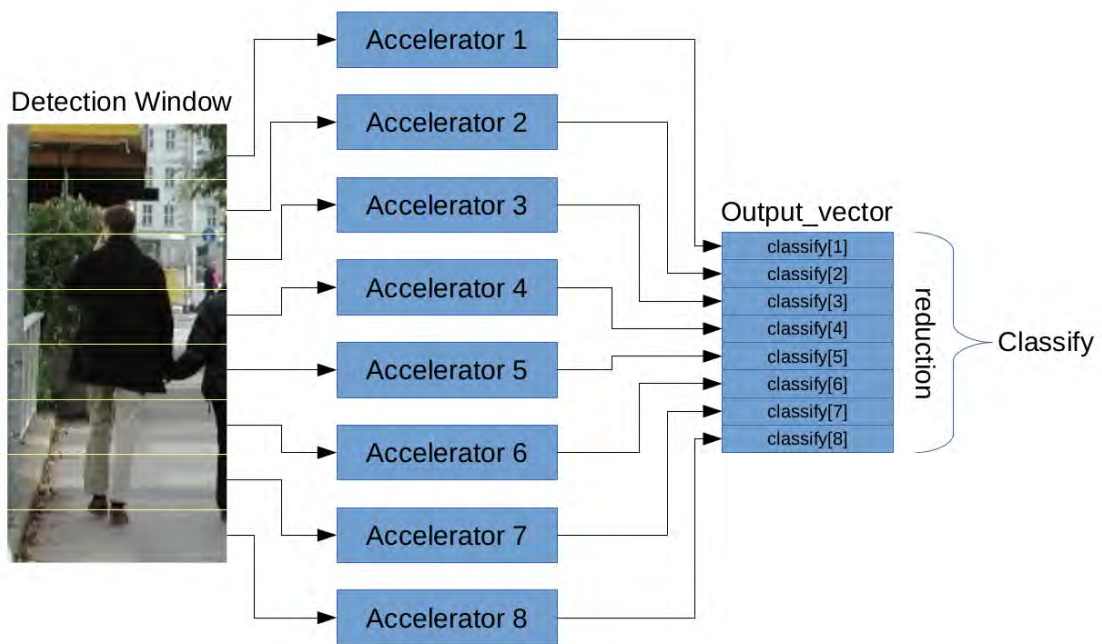 Detection Window
Accelerator 1
Accelerator 2
Accelerator 3
Accelerator 4
Accelerator 5
Accelerator 6
Accelerator 7
Accelerator 8
Output_vector
classify[1]
classify[2]
classify[3]
classify[4]
classify[5]
classify[6]
classify[7]
classify[8]
reduction
Classify